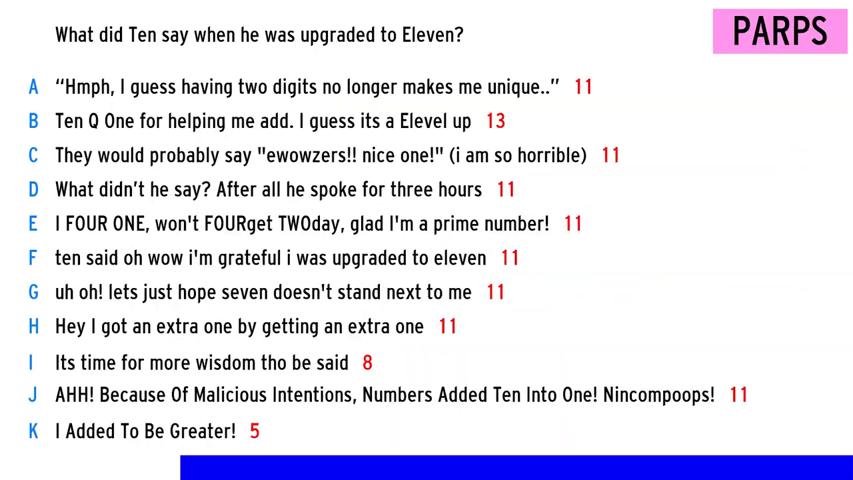 What did Ten say when he was upgraded to Eleven?
PARPS
A “Hmph, I guess having two digits no longer makes me unique..” 11
B Ten Q One for helping me add. I guess its a Elevel up 13
C They would probably say "ewowzers!! nice one!" (i am so horrible) 11
D What didn’t he say? After all he spoke for three hours 11
E I FOUR ONE, won't FOURget TWOday, glad I'm a prime number! 11
F ten said oh wow i'm grateful i was upgraded to eleven 11
G uh oh! lets just hope seven doesn't stand next to me 11
H Hey I got an extra one by getting an extra one 11
I Its time for more wisdom tho be said 8
J AHH! Because Of Malicious Intentions, Numbers Added Ten Into One! Nincompoops! 11
K I Added To Be Greater! 5